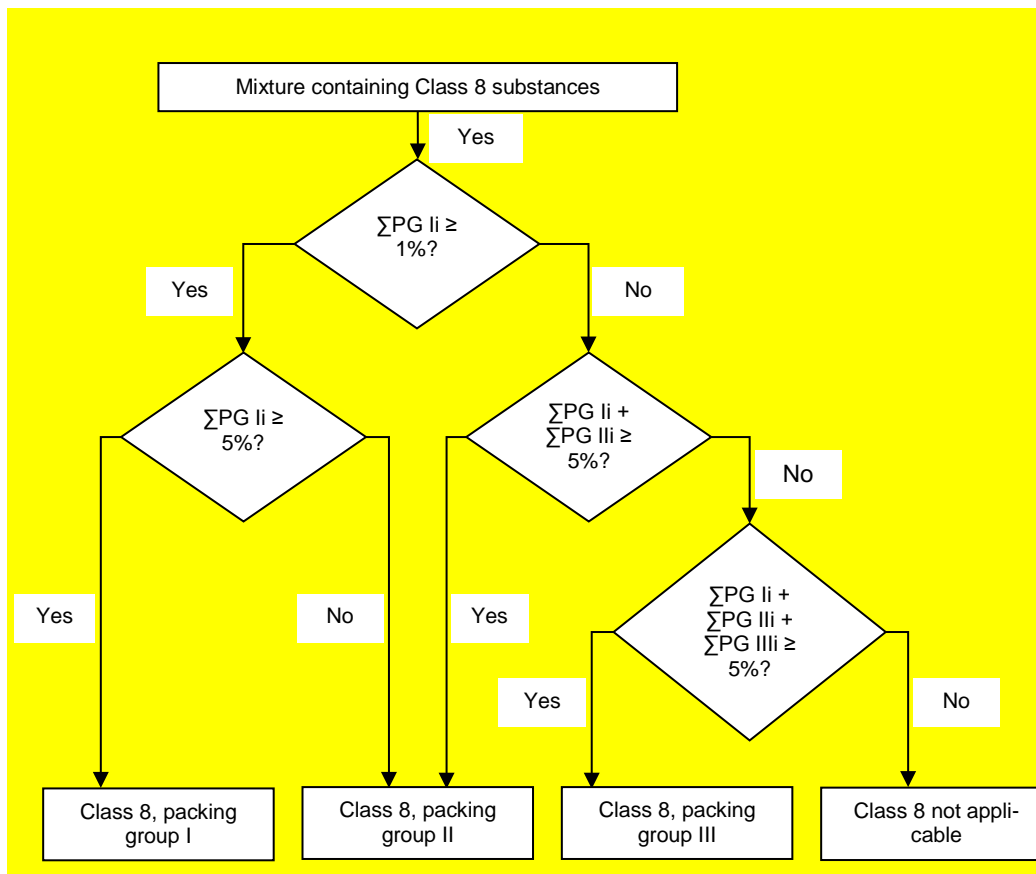 Mixture containing Class 8 substances
Yes
∑PG Ii ≥
1%?
Yes
No
∑PG Ii ≥
5%?
∑PG Ii +
∑PG IIi ≥
5%?
No
Yes
No
Yes
∑PG Ii +
∑PG IIi +
∑PG IIIi ≥
5%?
Yes
No
Class 8, packing
group I
Class 8, packing
group II
Class 8, packing
group III
Class 8 not appli-
cable